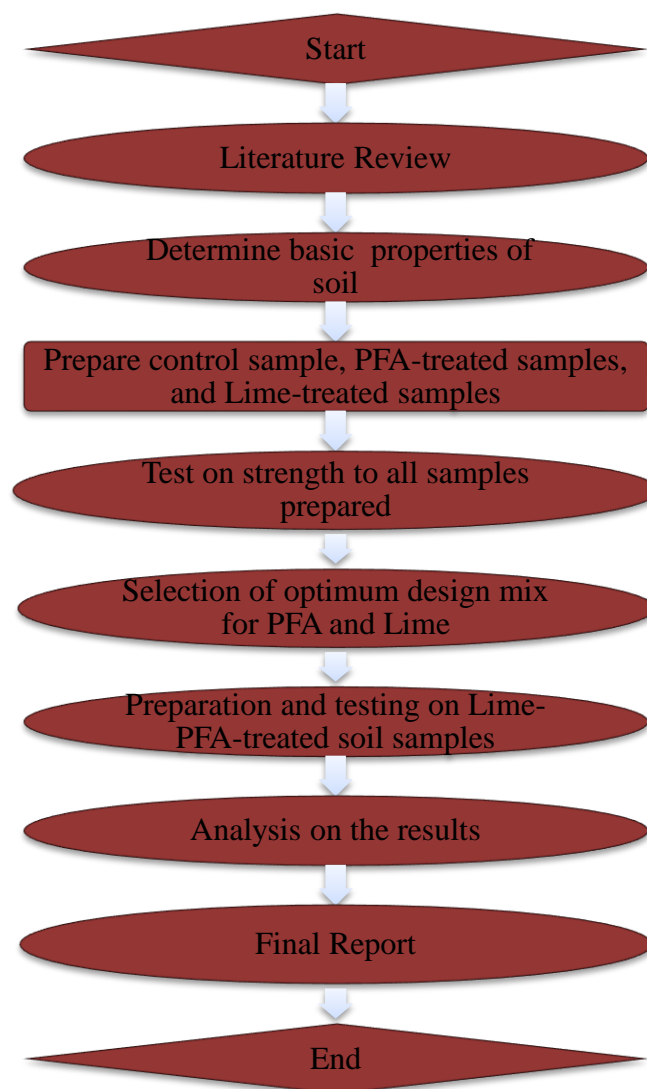 Start
Literature Review
Determine basic properties of
soil
Prepare control sample, PFA-treated samples,
and Lime-treated samples
Test on strength to all samples
prepared
Selection of optimum design mix
for PFA and Lime
Preparation and testing on Lime-
PFA-treated soil samples
Analysis on the results
Final Report
End